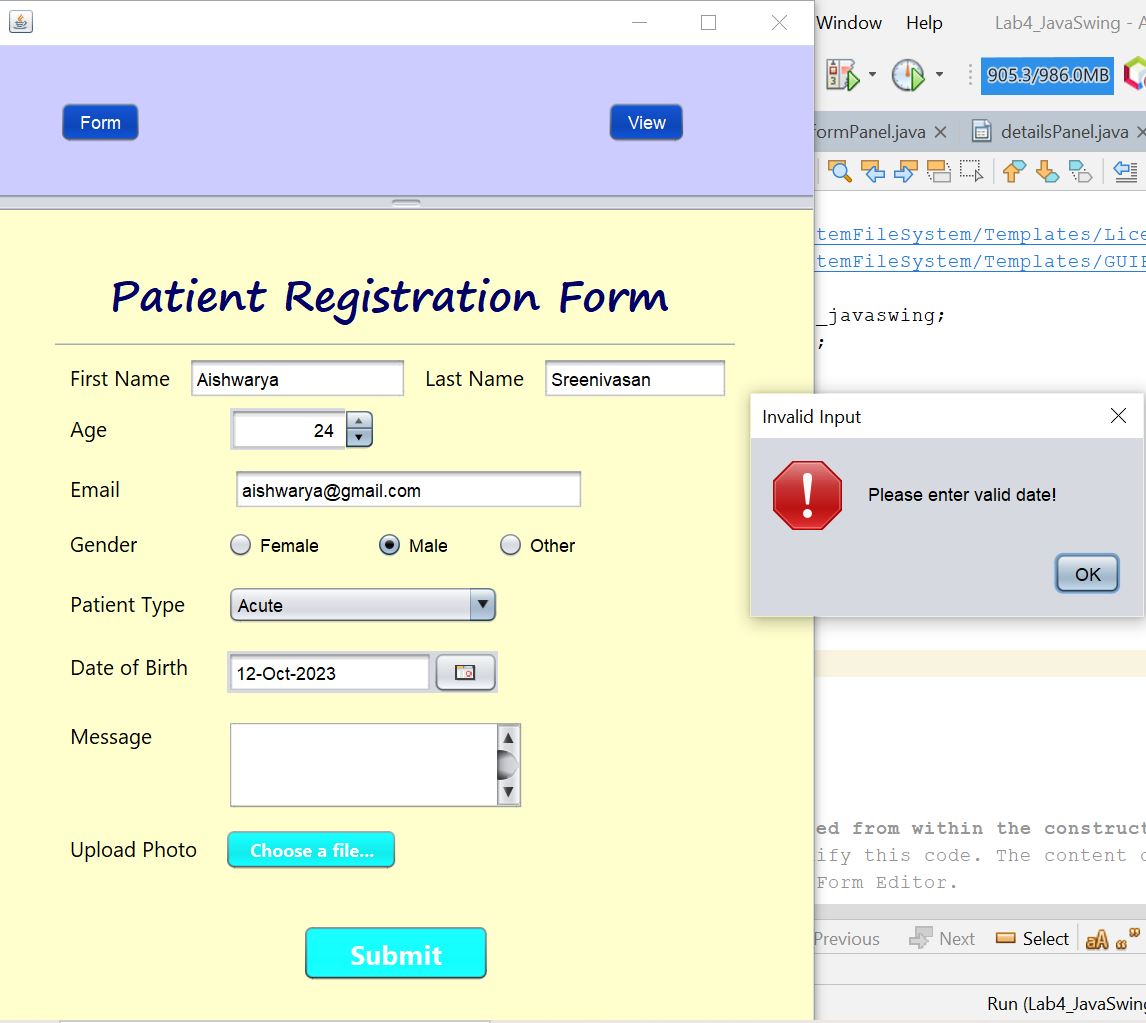 Window Help Lab4_JavaSwing - A
905.3/986.0MB
Form View
formPanel.java detailsPanel.java
temFileSystem/Templates/Lice
temFileSystem/Templates/GUIF
Patient Registration Form
_javaswing;
;
First Name Aishwarya Last Name Sreenivasan
Invalid Input
Age 24
Email aishwarya@gmail.com
Please enter valid date!
Gender Female Male Other
OK
Patient Type Acute
Date of Birth 12-Oct-2023
Message
ed from within the construct
Upload Photo Choose a file...
ify this code. The content o
Form Editor.
Previous Next Select aA
Submit
Run (Lab4_JavaSwing